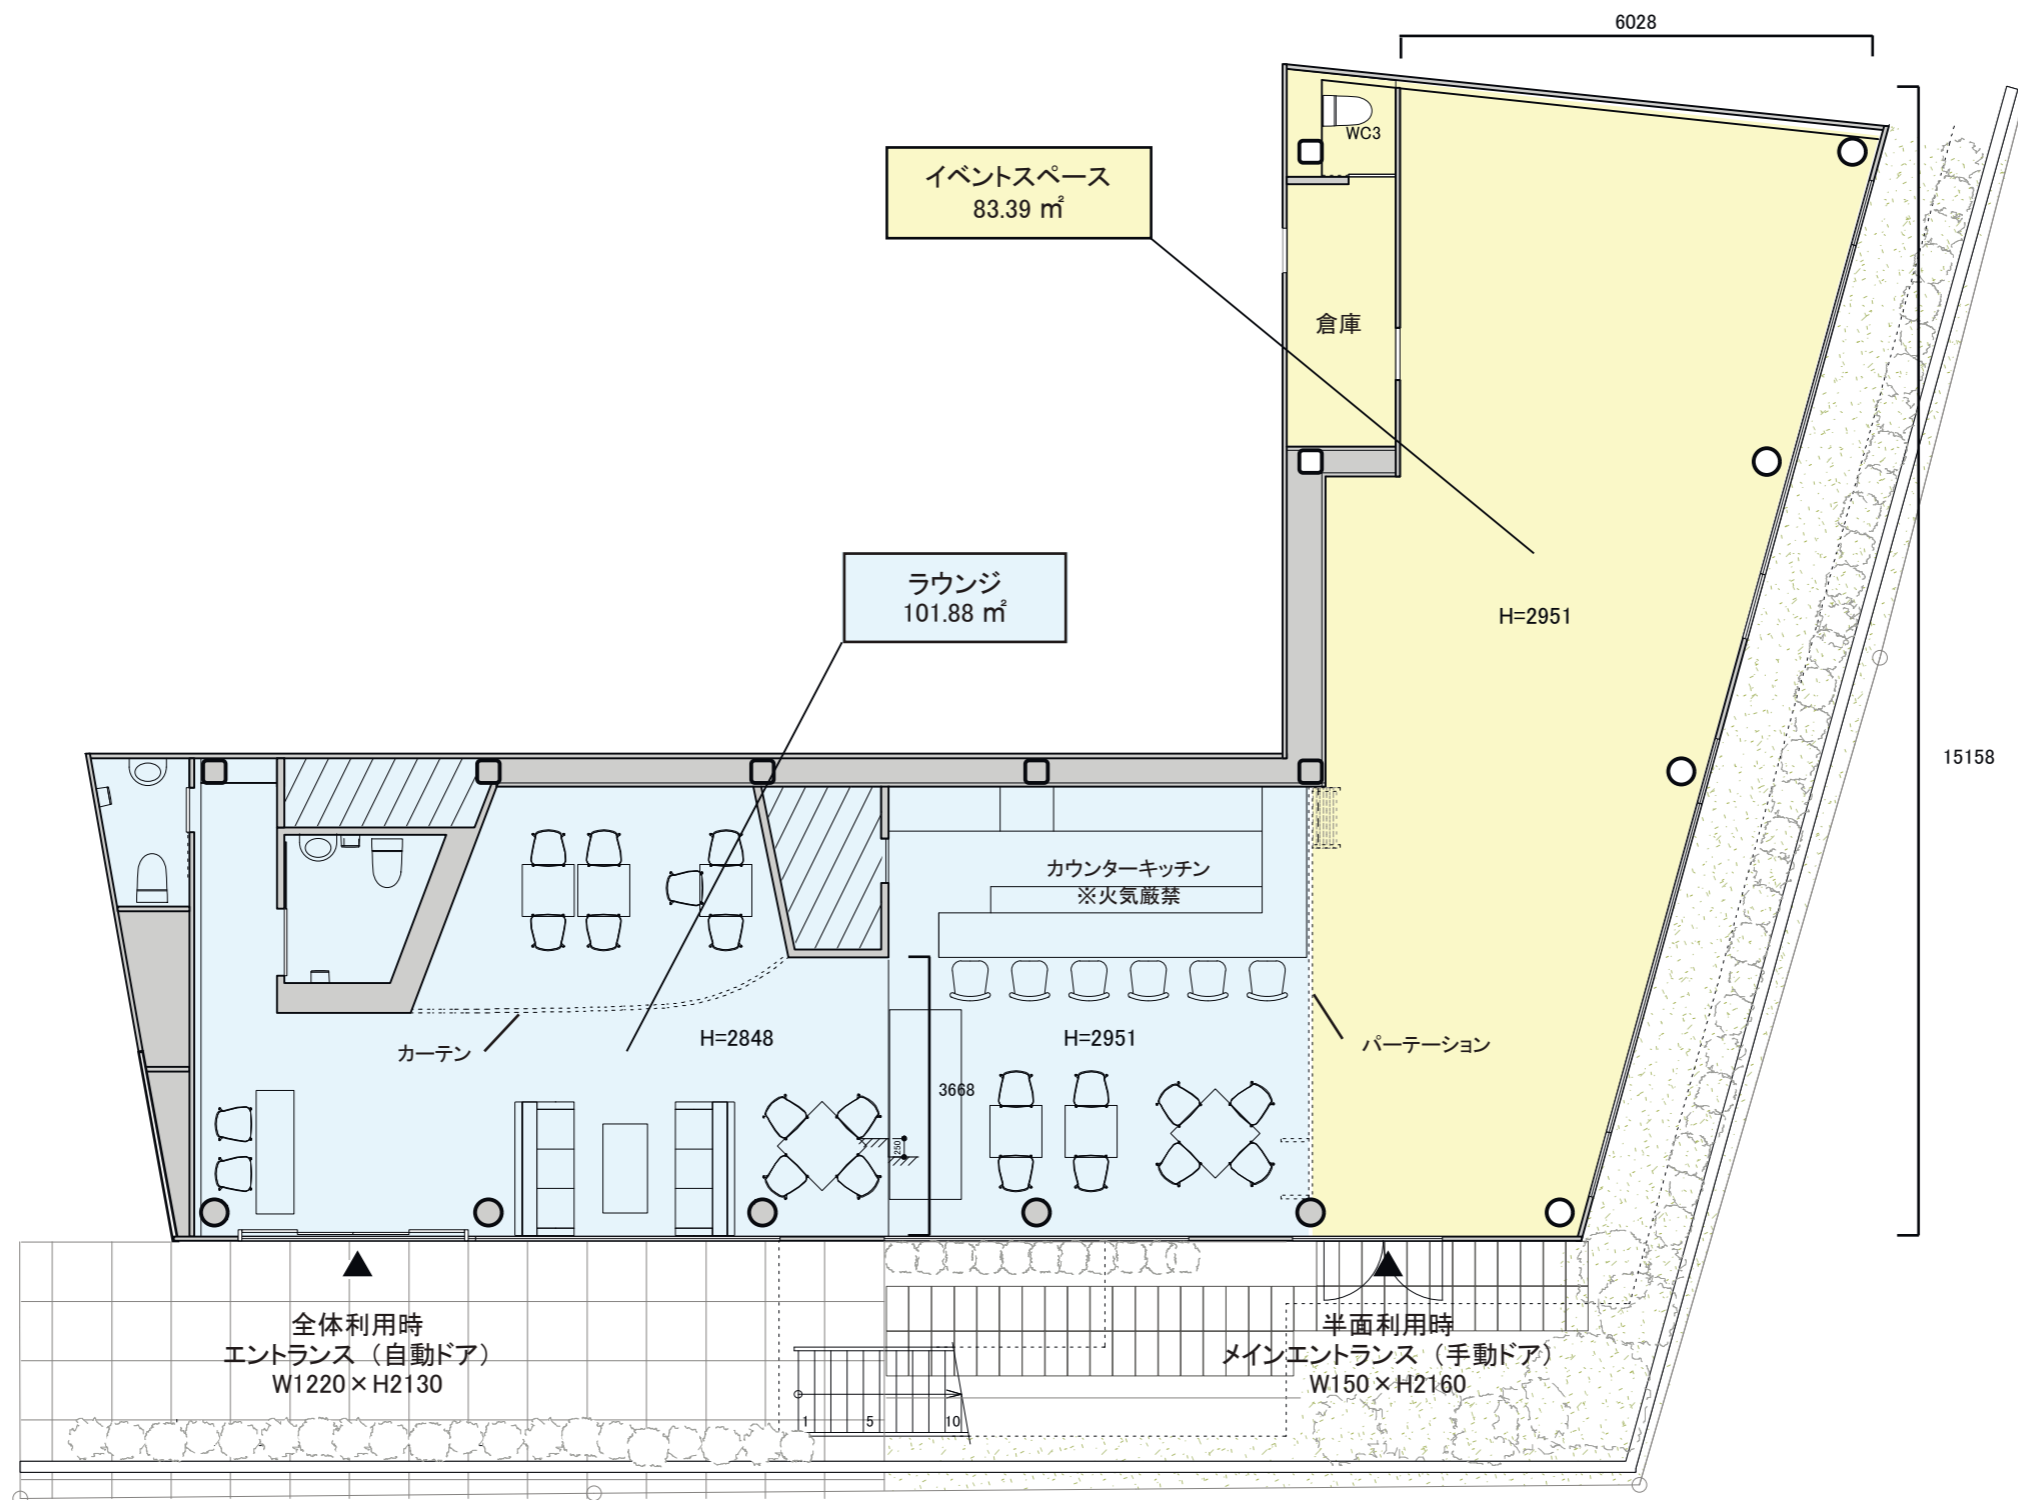 6028
WC3
イベントスペース
83.39 ㎡
倉庫
ラウンジ
101.88 ㎡
H=2951
15158
カウンターキッチン
※火気厳禁
カーテン
H=2848
H=2951
パーテーション
3668
250
全体利用時
エントランス（自動ドア）
W1220×H2130
半面利用時
メインエントランス（手動ドア）
W150×H2160
1 5 10